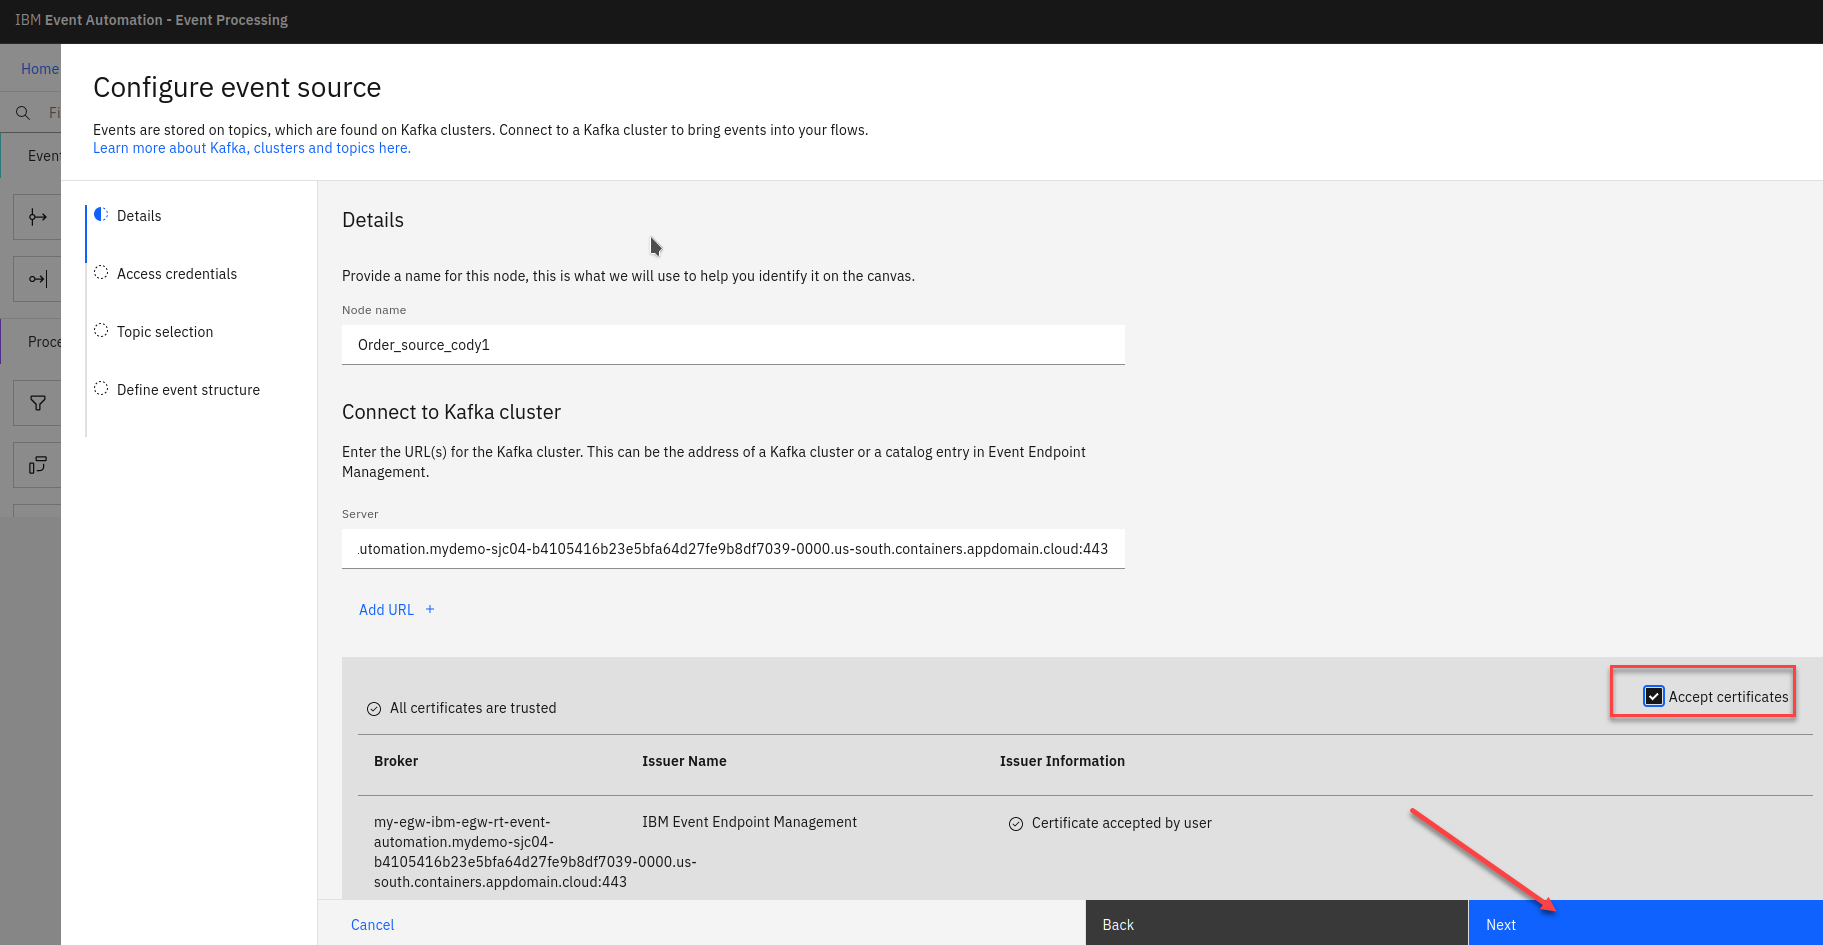 IBM Event Automation - Event Processing
Home
Configure event source
Fi
Events are stored on topics, which are found on Kafka clusters. Connect to a Kafka cluster to bring events into your flows.
Learn more about Kafka, clusters and topics here.
Event
Details
Access credentials
Topic selection
Proce
Define event structure
Details
Provide a name for this node, this is what we will use to help you identify it on the canvas.
Node name
Order_source_cody1
Connect to Kafka cluster
Enter the URL(s) for the Kafka cluster. This can be the address of a Kafka cluster or a catalog entry in Event Endpoint
Management.
Server
.utomation.mydemo-sjc04-b4105416b23e5bfa64d27fe9b8df7039-0000.us-south.containers.appdomain.cloud:443
Add URL +
Accept certificates
All certificates are trusted
Broker Issuer Name Issuer Information
my-egw-ibm-egw-rt-event- IBM Event Endpoint Management Certificate accepted by user
automation.mydemo-sjc04-
b4105416b23e5bfa64d27fe9b8df7039-0000.us-
south.containers.appdomain.cloud:443
Cancel Back Next